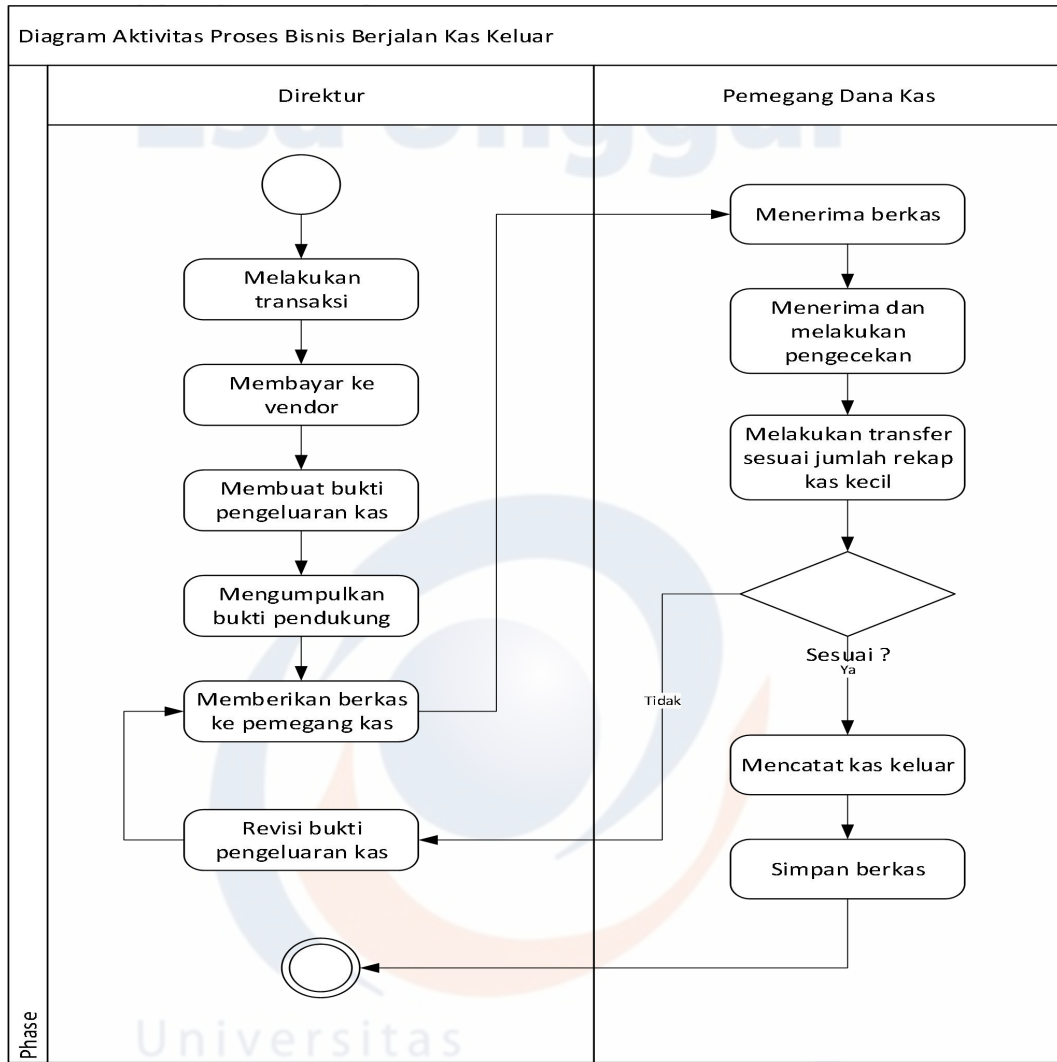 Diagram Aktivitas Proses Bisnis Berjalan Kas Keluar
Direktur
Pemegang Dana Kas
Esa Unggul
Melakukan
transaksi
Membayar ke
vendor
Membuat bukti
pengeluaran kas
Mengumpulkan
bukti pendukung
Memberikan berkas
ke pemegang kas
Revisi bukti
pengeluaran kas
Menerima berkas
Menerima dan
melakukan
pengecekan
Melakukan transfer
sesuai jumlah rekap
kas kecil
Sesuai ?
Ya
Tidak
Mencatat kas keluar
Simpan berkas
Phase
Universitas